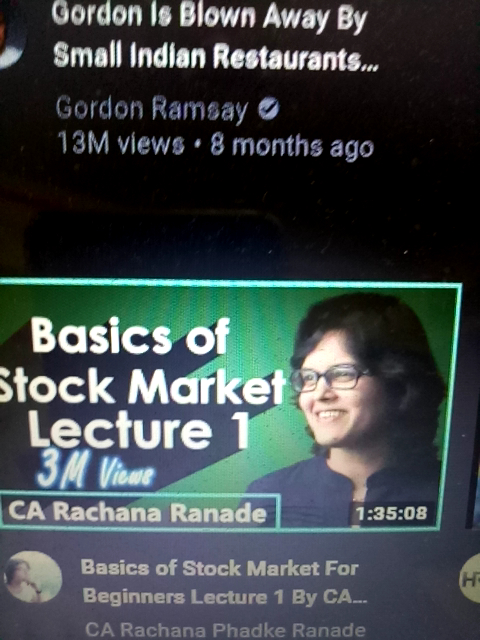 Gordon Is Blown Away By
Small Indian Restaurants...
Gordon Ramsay
13M views • 8 months ago
Basics of
Stock Market
Lecture 1
3M Views
CA Rachana Ranade
1:35:08
Basics of Stock Market For
Beginners Lecture 1 By CA...
CA Rachana Phadke Ranade